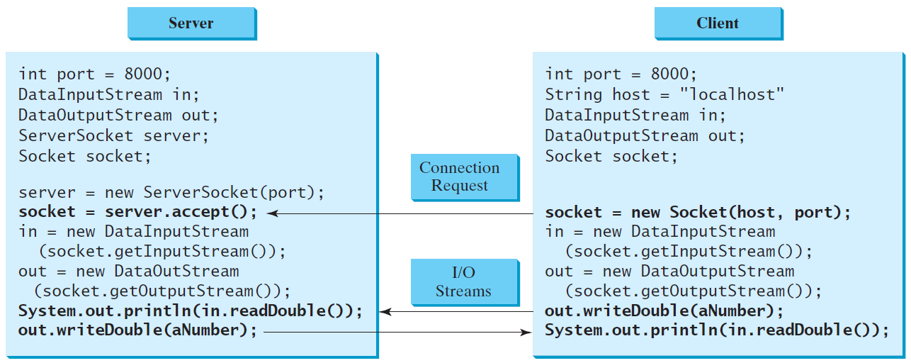 Server
int port = 8000;
DataInputStream in;
DataOutputStream out;
ServerSocket server;
Socket socket;
server = new ServerSocket(port);
socket = server.accept();
in = new DataInputStream
(socket.getInputStream());
out = new DataOutStream
(socket.getOutputStream());
System.out.println(in.readDouble());
out.writeDouble(aNumber);
Connection
Request
I/O
Streams
Client
int port = 8000;
String host = "localhost"
DataInputStream in;
DataOutputStream out;
Socket socket;
socket = new Socket(host, port);
in = new DataInputStream
(socket.getInputStream());
out = new DataOutputStream
(socket.getOutputStream());
out.writeDouble(aNumber);
System.out.println(in.readDouble());